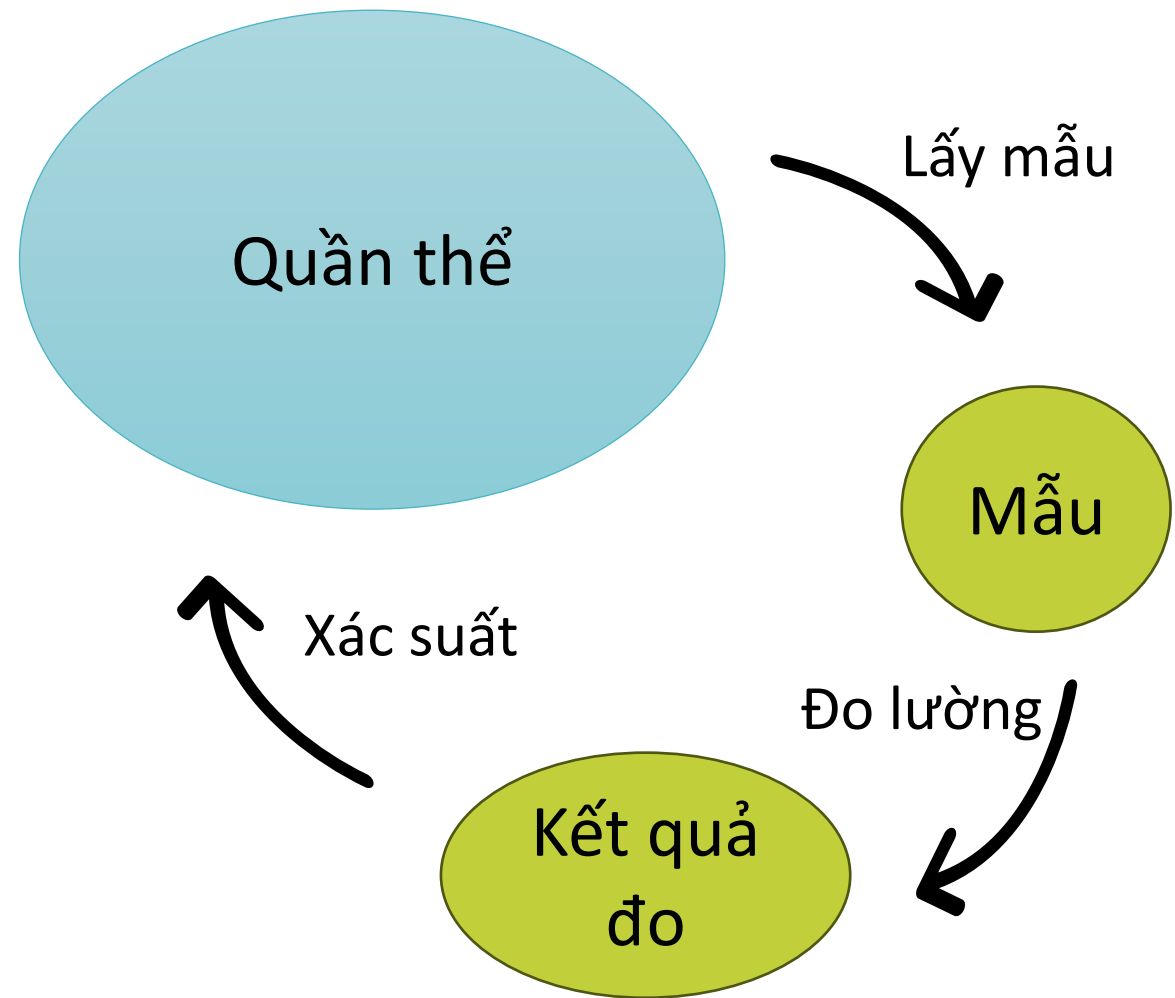 Quần thể
Lấy mẫu
Mẫu
Đo lường
Kết quả
đo
Xác suất